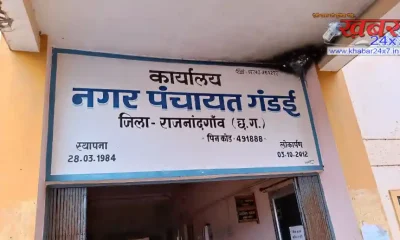 खबर
24x7
www.khabar24x7.in
कार्यालय
नगर पंचायत गंडई
जिला- राजनांदगाँव (छ.ग.)
पिन कोड - 491888
स्थापना
28.03.1984
लोकार्पण
03-10-2012